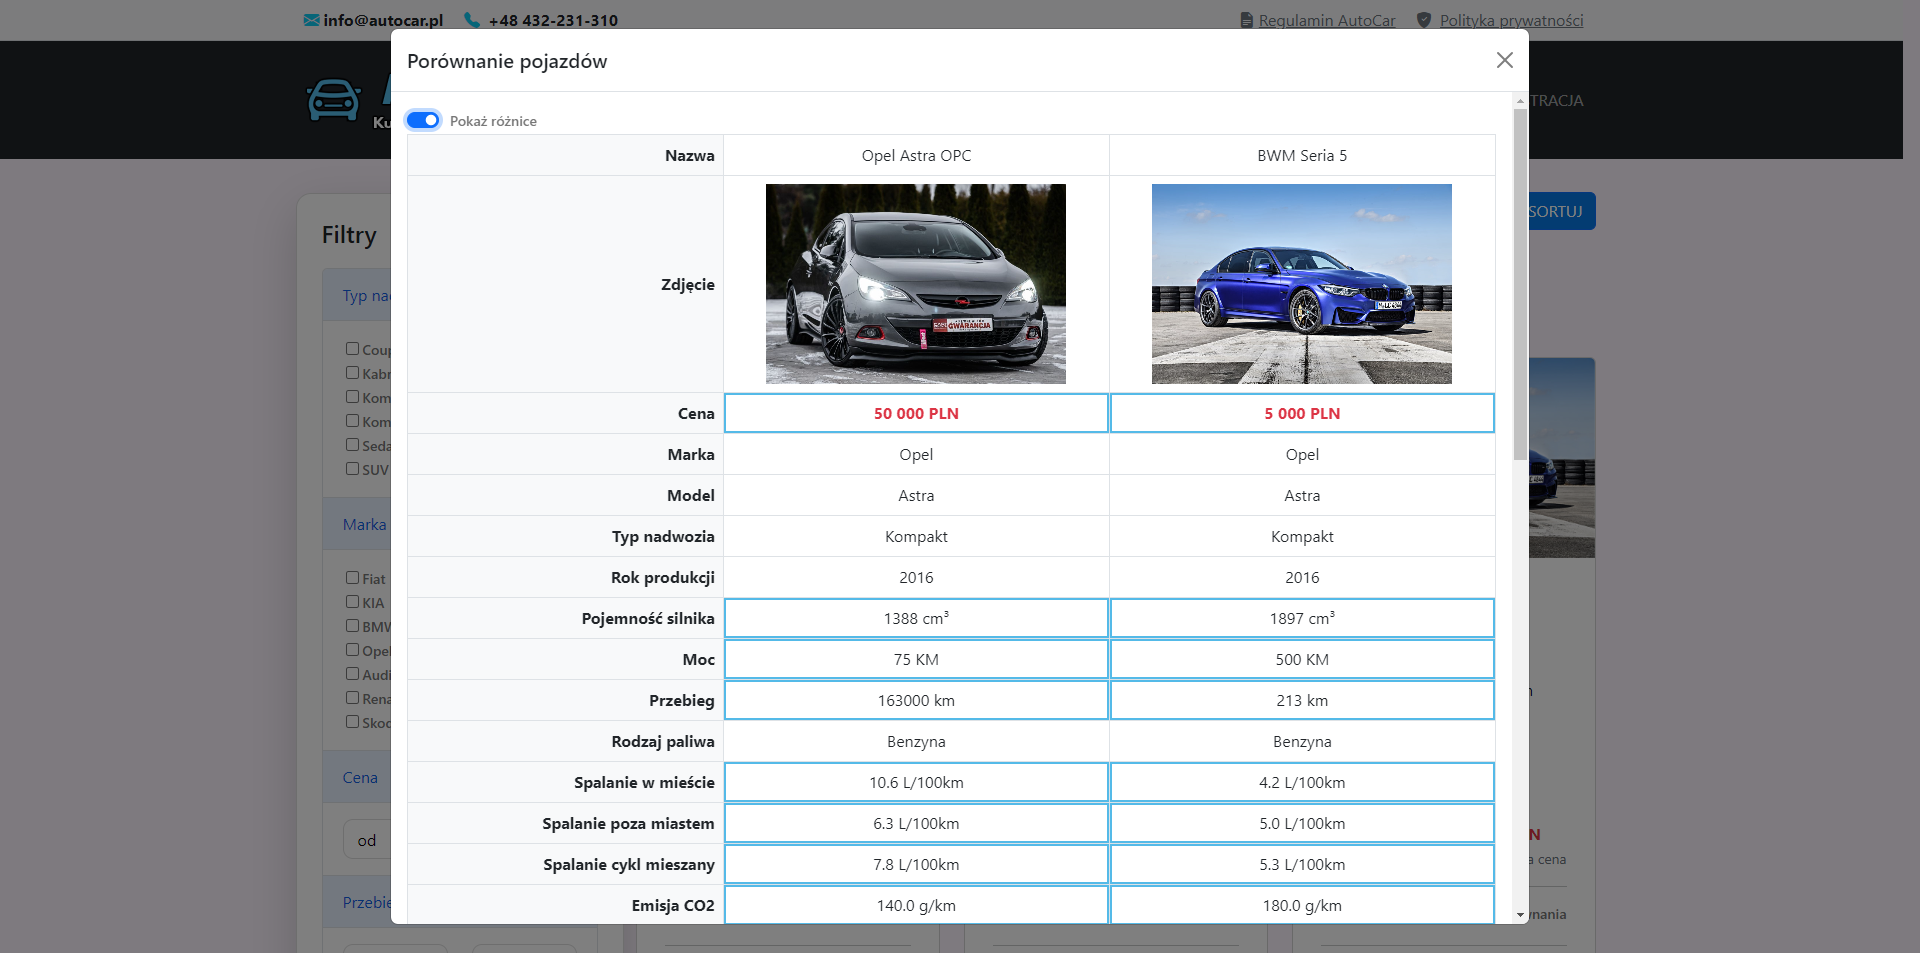 info@autocar.pl +48 432-231-310 Regulamin AutoCar Polityka prywatności
Porównanie pojazdów
Pokaż różnice
Nazwa Opel Astra OPC BWM Seria 5
Zdjęcie
GWARANCJA
Cena 50 000 PLN 5 000 PLN
Marka Opel Opel
Model Astra Astra
Typ nadwozia Kompakt Kompakt
Rok produkcji 2016 2016
Pojemność silnika 1388 cm³ 1897 cm³
Moc 75 KM 500 KM
Przebieg 163000 km 213 km
Rodzaj paliwa Benzyna Benzyna
Spalanie w mieście 10.6 L/100km 4.2 L/100km
Spalanie poza miastem 6.3 L/100km 5.0 L/100km
Spalanie cykl mieszany 7.8 L/100km 5.3 L/100km
Emisja CO2 140.0 g/km 180.0 g/km
Ku
TRACJA
SORTUJ
Filtry
Typ na
Coup
Kabr
Kom
Kom
Seda
SUV
Marka
Fiat
KIA
BMW
Opel
Audi
Rena
Skod
Cena
od
Przebie
N
a cena
nania